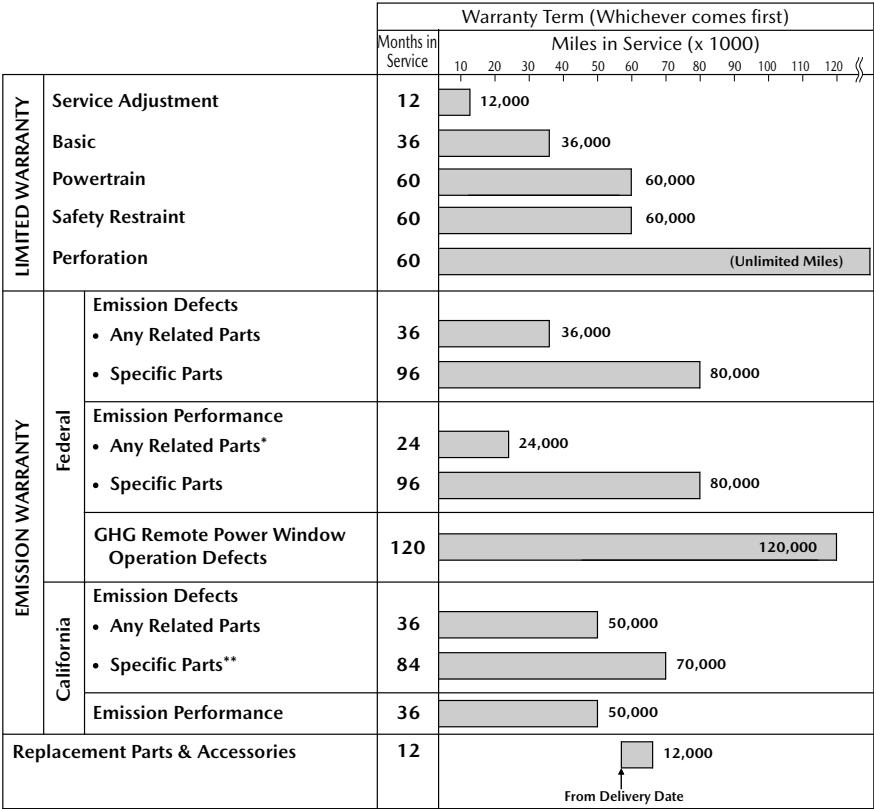 Warranty Term (Whichever comes first)
Months in
Service
Miles in Service (x 1000)
10 20 30 40 50 60 70 80 90 100 110 120
LIMITED WARRANTY
Service Adjustment 12 12,000
Basic 36 36,000
Powertrain 60 60,000
Safety Restraint 60 60,000
Perforation 60 (Unlimited Miles)
EMISSION WARRANTY
Federal
Emission Defects
• Any Related Parts 36 36,000
• Specific Parts 96 80,000
Emission Performance
• Any Related Parts* 24 24,000
• Specific Parts 96 80,000
GHG Remote Power Window
Operation Defects 120 120,000
California
Emission Defects
• Any Related Parts 36 50,000
• Specific Parts** 84 70,000
Emission Performance 36 50,000
Replacement Parts & Accessories 12 12,000
From Delivery Date